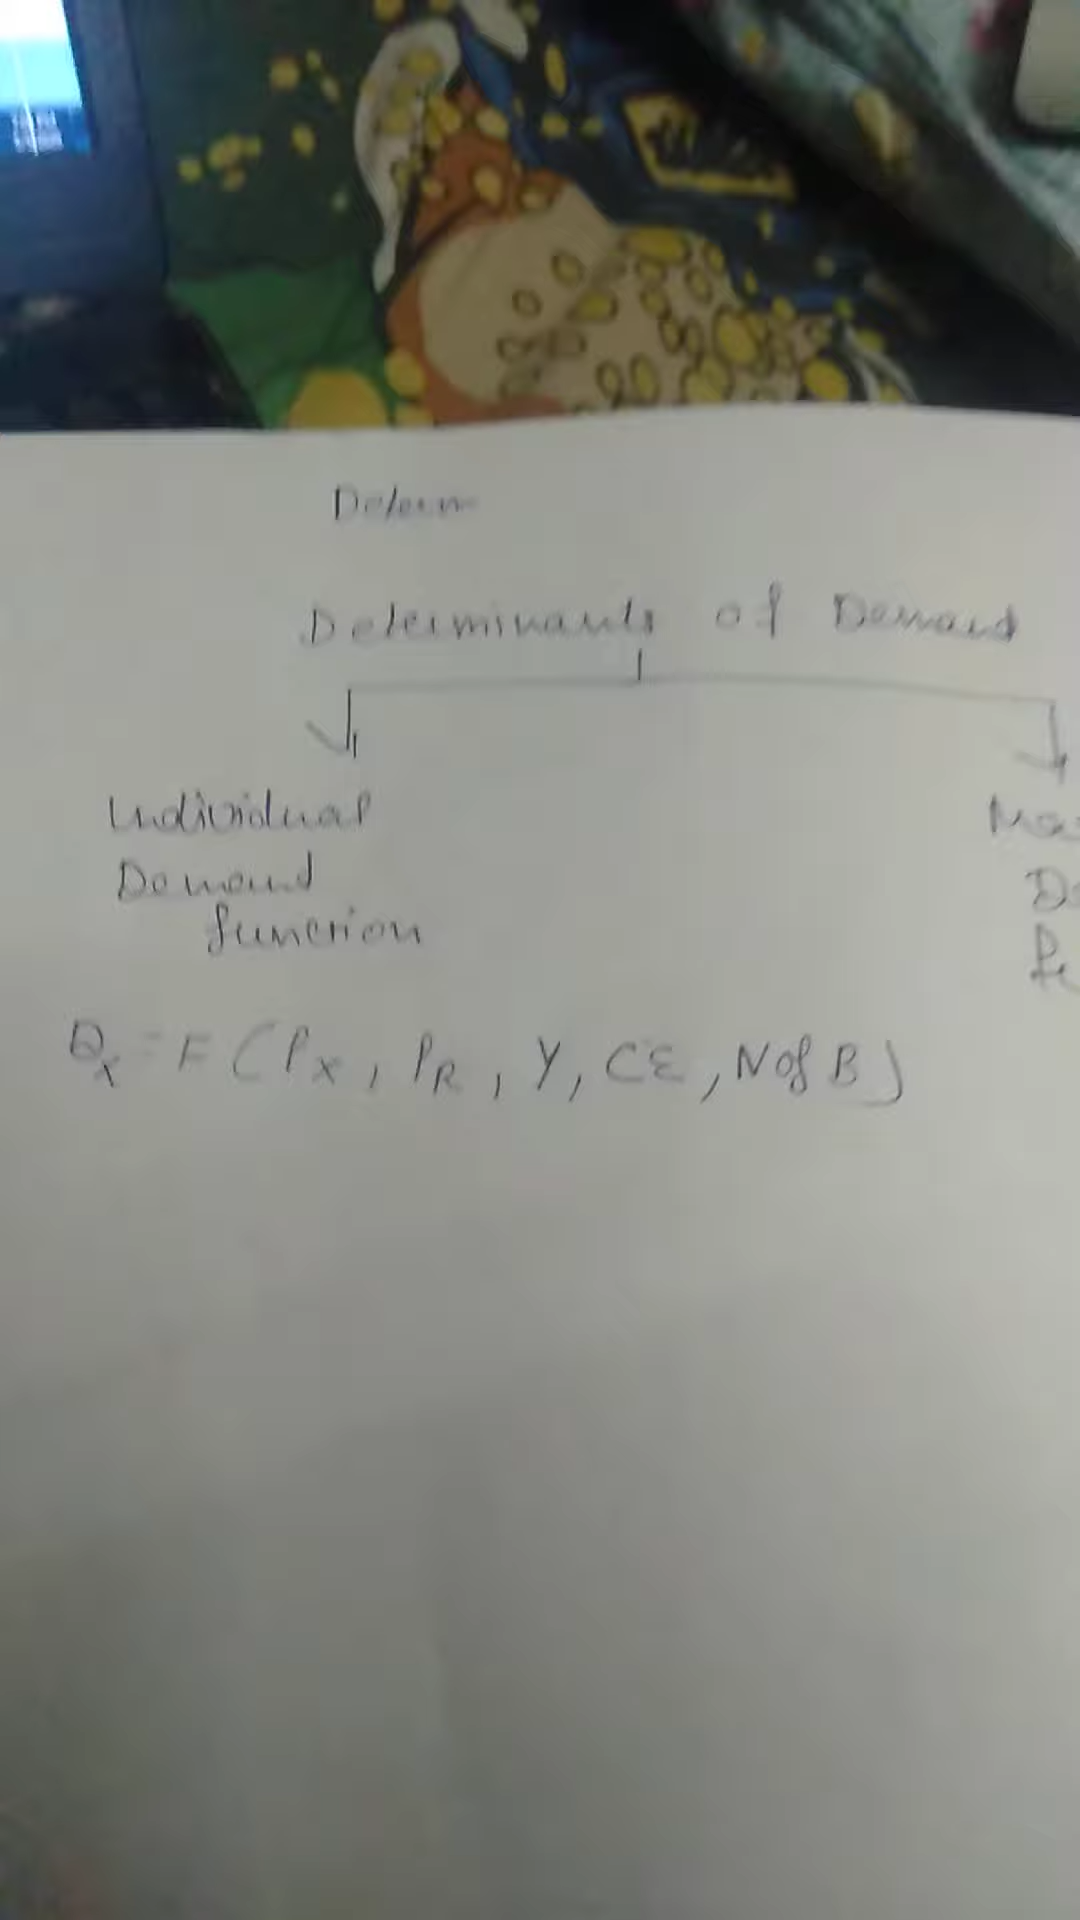 Determ
Determinants of Demand
Individual
Demand
function
Qx = F (Px, PR, Y, CE, N of B)